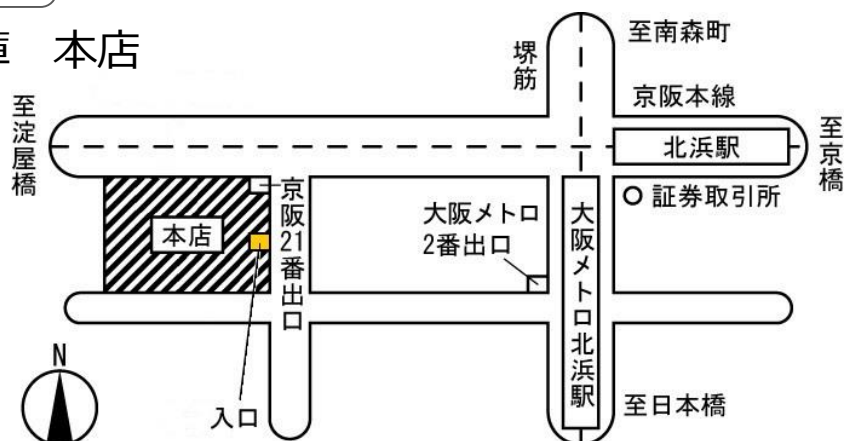 本店
至南森町
堺筋
京阪本線
至淀屋橋
北浜駅
至京橋
証券取引所
京阪21番出口
本店
大阪メトロ
2番出口
大阪メトロ北浜駅
入口
至日本橋
N